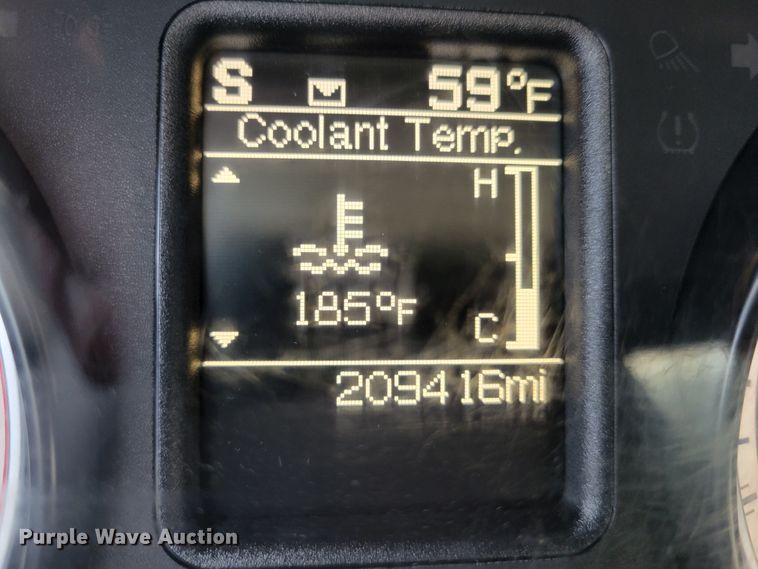 S 59°F
Coolant Temp.
H
185°F
C
209416mi
Purple Wave Auction